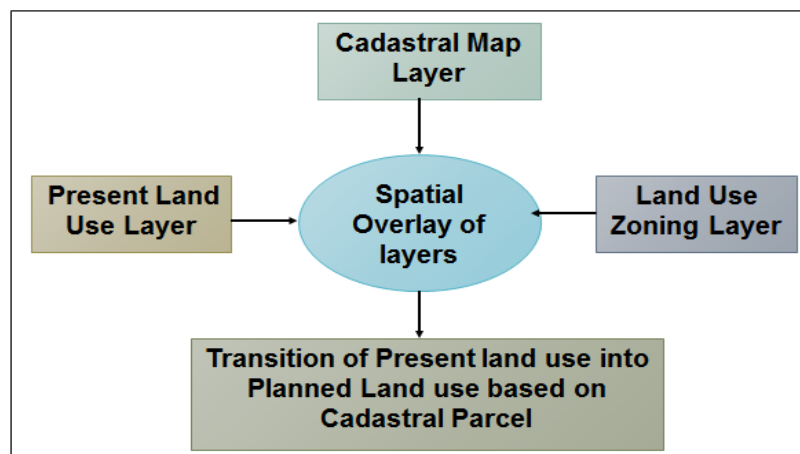 Cadastral Map
Layer
Present Land
Use Layer
Spatial
Overlay of
layers
Land Use
Zoning Layer
Transition of Present land use into
Planned Land use based on
Cadastral Parcel